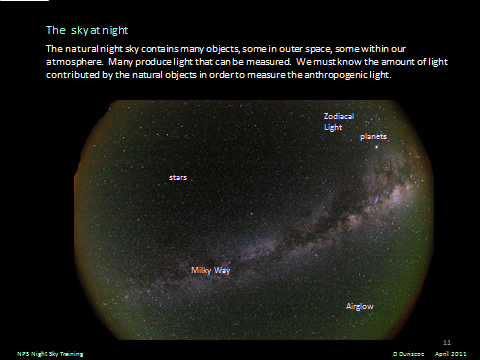 The sky at night
The natural night sky contains many objects, some in outer space, some within our
atmosphere. Many produce light that can be measured. We must know the amount of light
contributed by the natural objects in order to measure the anthropogenic light.
Zodiacal
Light
planets
stars
Milky Way
Airglow
11
NPS Night Sky Training
D Duriscoe
April 2011